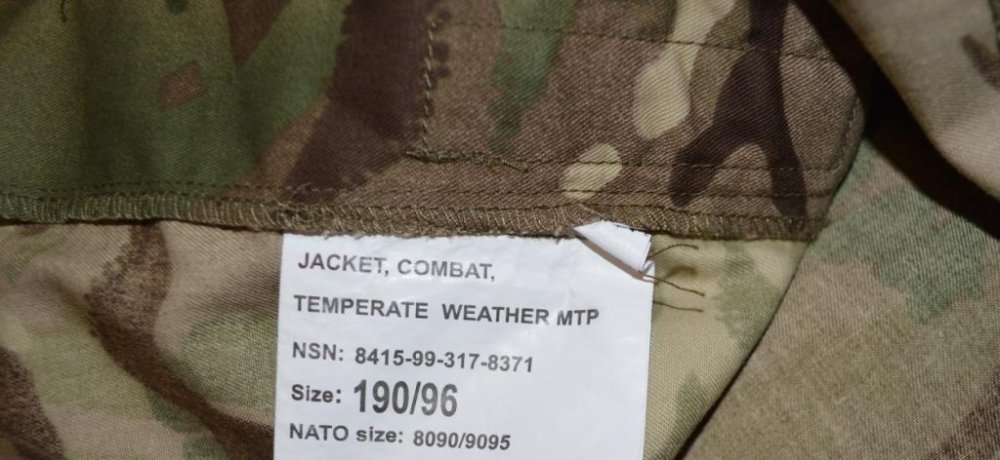 JACKET, COMBAT,
TEMPERATE WEATHER MTP
NSN: 8415-99-317-8371
Size: 190/96
NATO size: 8090/9095